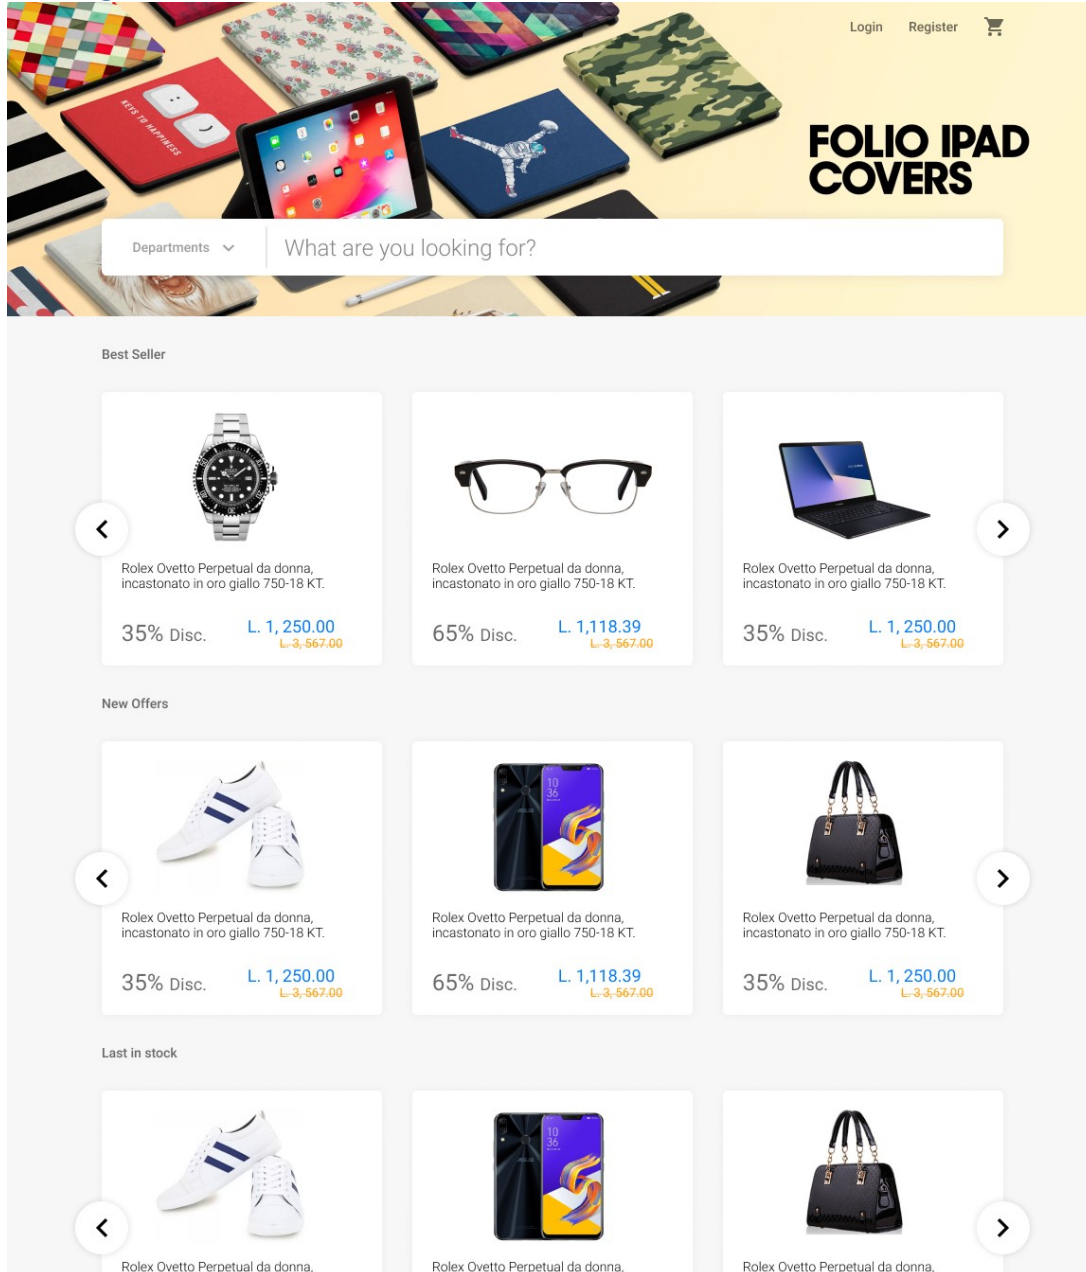 Login Register
KEYS TO HAPPINESS
FOLIO IPAD
COVERS
Departments What are you looking for?
Best Seller
Rolex Ovetto Perpetual da donna,
incastonato in oro giallo 750-18 KT.
35% Disc. L. 1, 250.00
L. 3, 567.00
Rolex Ovetto Perpetual da donna,
incastonato in oro giallo 750-18 KT.
65% Disc. L. 1,118.39
L. 3, 567.00
Rolex Ovetto Perpetual da donna,
incastonato in oro giallo 750-18 KT.
35% Disc. L. 1, 250.00
L. 3, 567.00
New Offers
10
36
Rolex Ovetto Perpetual da donna,
incastonato in oro giallo 750-18 KT.
35% Disc. L. 1, 250.00
L. 3, 567.00
Rolex Ovetto Perpetual da donna,
incastonato in oro giallo 750-18 KT.
65% Disc. L. 1,118.39
L. 3, 567.00
Rolex Ovetto Perpetual da donna,
incastonato in oro giallo 750-18 KT.
35% Disc. L. 1, 250.00
L. 3, 567.00
Last in stock
10
36
Rolex Ovetto Perpetual da donna,
Rolex Ovetto Perpetual da donna,
Rolex Ovetto Perpetual da donna,